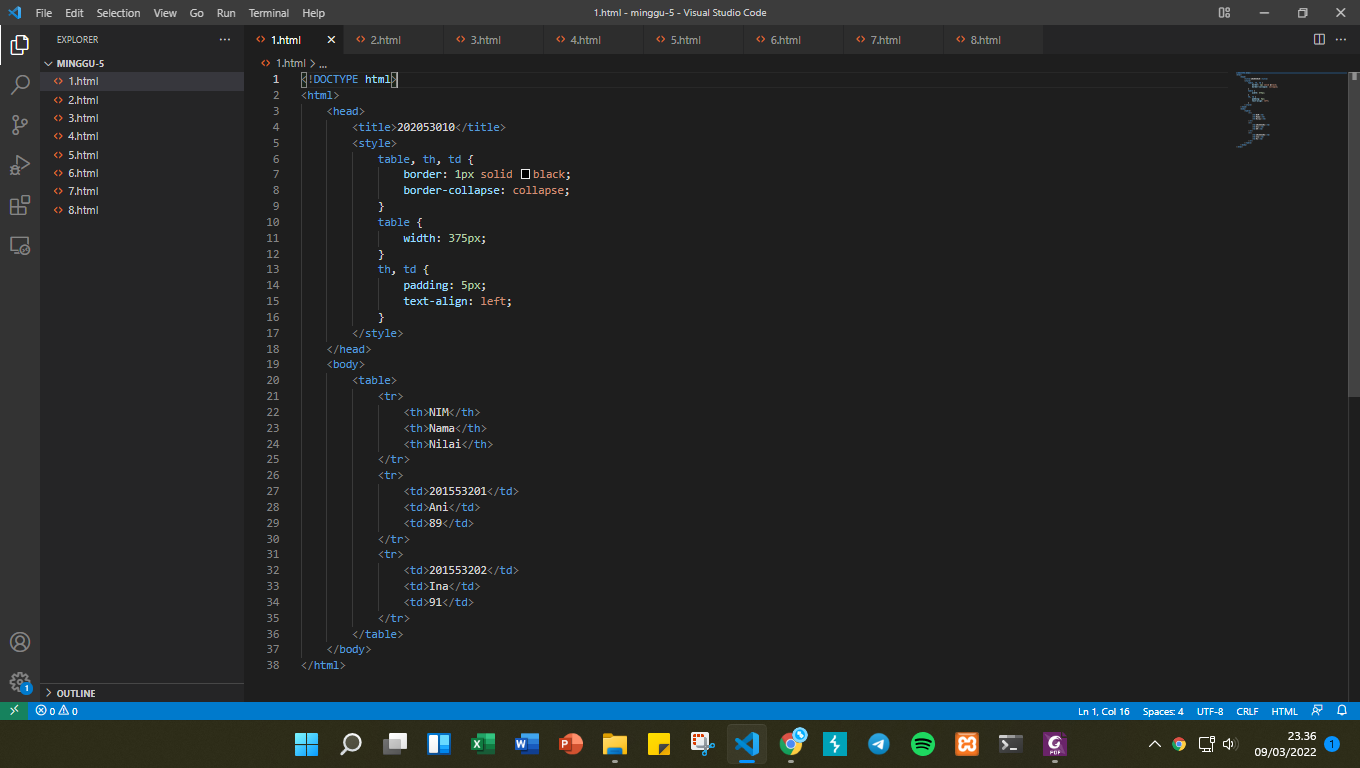 File Edit Selection View Go Run Terminal Help
1.html - minggu-5 - Visual Studio Code
EXPLORER
MINGGU-5
1.html
2.html
3.html
4.html
5.html
6.html
7.html
8.html
OUTLINE
1.html 2.html 3.html 4.html 5.html 6.html 7.html 8.html
1.html > ...
1 <!DOCTYPE html>
2 <html>
3 <head>
4 <title>202053010</title>
5 <style>
6 table, th, td {
7 border: 1px solid black;
8 border-collapse: collapse;
9 }
10 table {
11 width: 375px;
12 }
13 th, td {
14 padding: 5px;
15 text-align: left;
16 }
17 </style>
18 </head>
19 <body>
20 <table>
21 <tr>
22 <th>NIM</th>
23 <th>Nama</th>
24 <th>Nilai</th>
25 </tr>
26 <tr>
27 <td>201553201</td>
28 <td>Ani</td>
29 <td>89</td>
30 </tr>
31 <tr>
32 <td>201553202</td>
33 <td>Ina</td>
34 <td>91</td>
35 </tr>
36 </table>
37 </body>
38 </html>
1
0 0
Ln 1, Col 16 Spaces: 4 UTF-8 CRLF HTML
23.36
09/03/2022
1